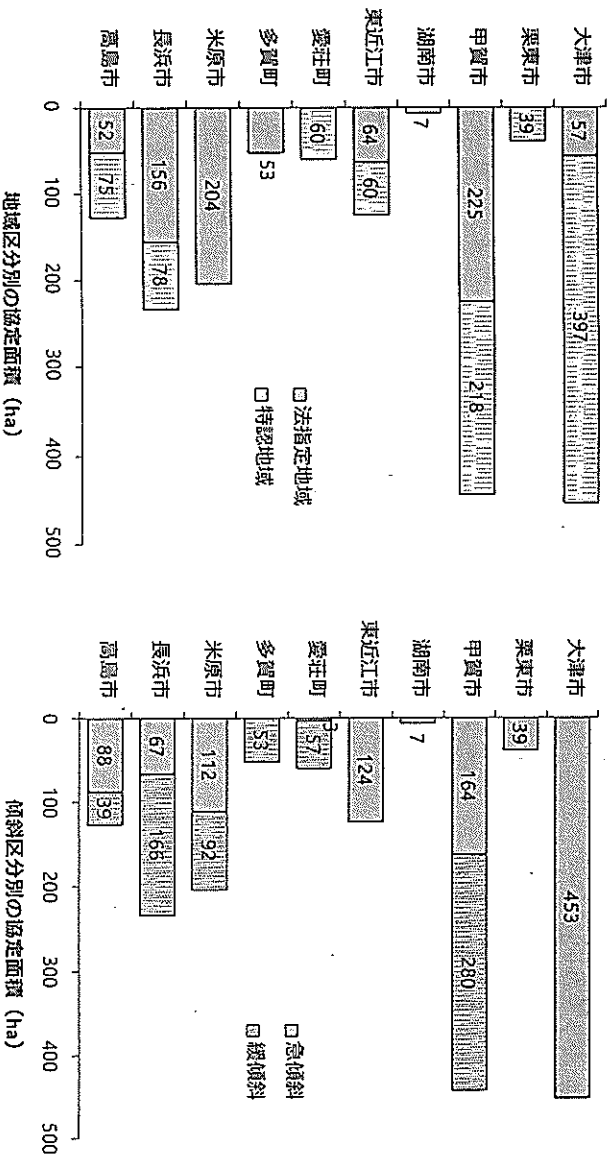 大津市
57
397
栗東市
39
甲賀市
225
218
湖南市
7
東近江市
64
60
愛荘町
60
多賀町
53
米原市
204
長浜市
156
78
高島市
52
75
0
100
200
300
400
500
□法指定地域
□特認地域
地域区分別の協定面積 (ha)
大津市
453
栗東市
39
甲賀市
164
280
湖南市
7
東近江市
124
愛荘町
3
57
多賀町
53
米原市
112
92
長浜市
67
166
高島市
88
39
0
100
200
300
400
500
□急傾斜
□緩傾斜
傾斜区分別の協定面積 (ha)